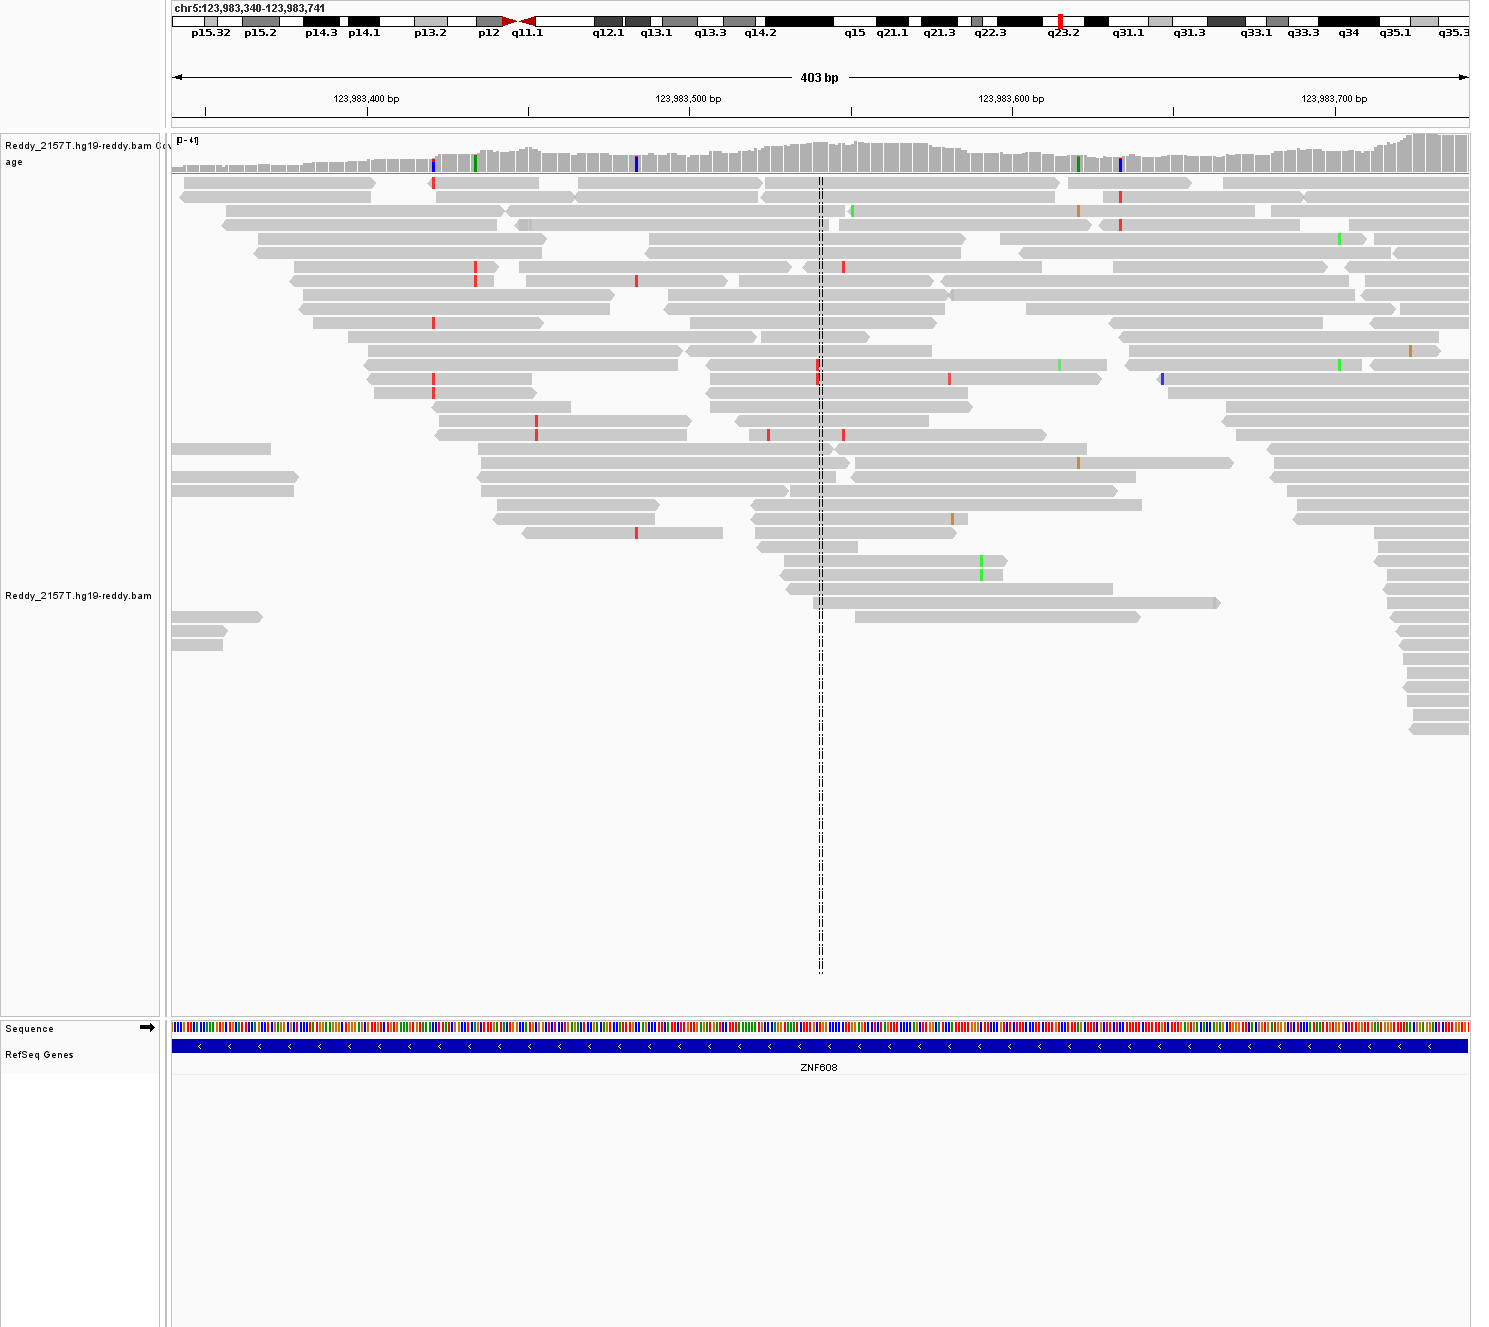 chr5:123,983,340-123,983,741
p15.32 p15.2 p14.3 p14.1 p13.2 p12 q11.1 q12.1 q13.1 q13.3 q14.2 q15 q21.1 q21.3 q22.3 q23.2 q31.1 q31.3 q33.1 q33.3 q34 q35.1 q35.3
403 bp
123,983,400 bp 123,983,500 bp 123,983,600 bp 123,983,700 bp
Reddy_2157T.hg19-reddy.bam Cov
age
[0 - 41]
Reddy_2157T.hg19-reddy.bam
Sequence
RefSeq Genes
ZNF608